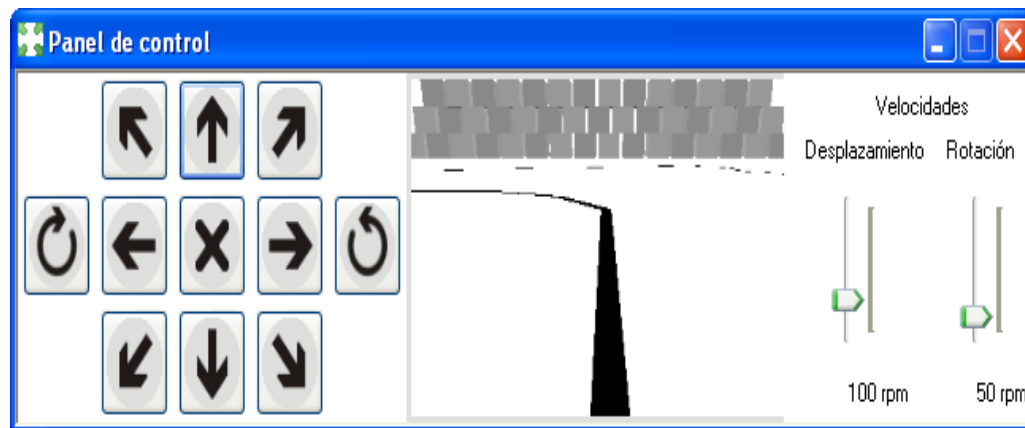 Panel de control
Velocidades
Desplazamiento Rotación
100 rpm 50 rpm